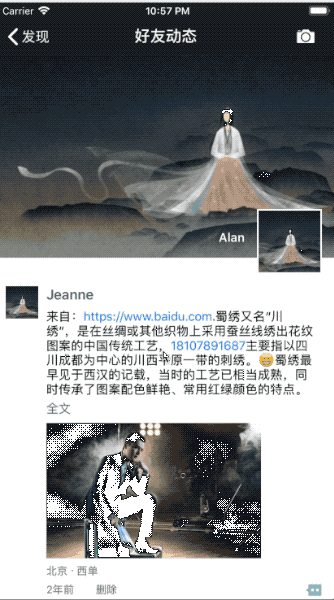 Carrier 10:57 PM
发现 好友动态
Alan
Jeanne
来自：https://www.baidu.com.蜀绣又名“川
绣”，是在丝绸或其他织物上采用蚕丝线绣出花纹
图案的中国传统工艺，18107891687主要指以四
川成都为中心的川西平原一带的刺绣。😁蜀绣最
早见于西汉的记载，当时的工艺已相当成熟，同
时传承了图案配色鲜艳、常用红绿颜色的特点。
全文
北京 · 西单
2年前 删除